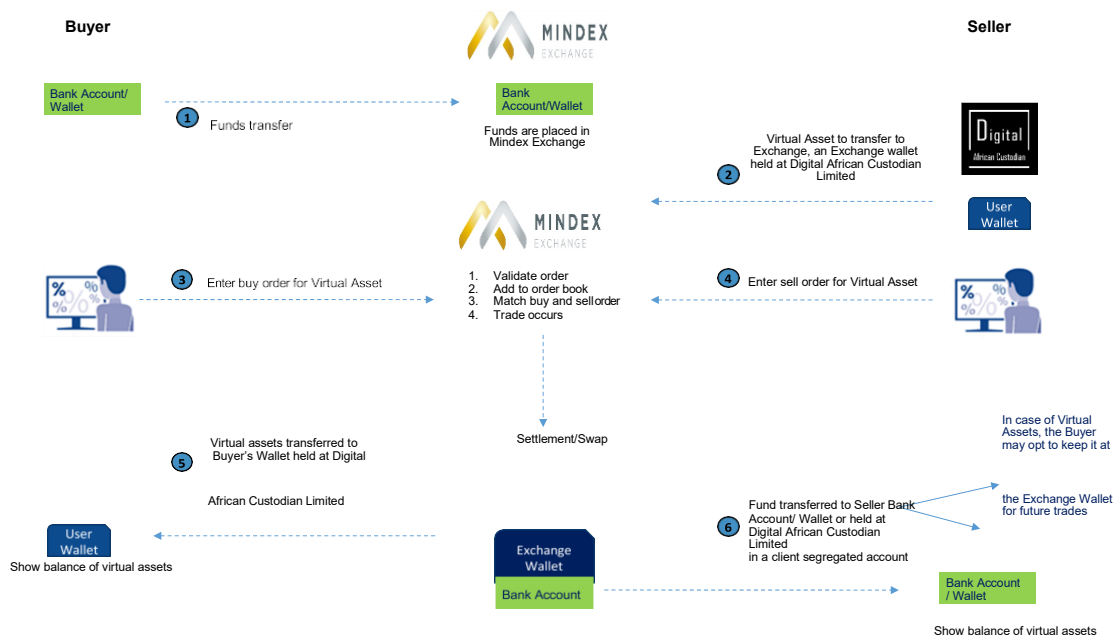 Buyer
MINDEX
EXCHANGE
Seller
Bank Account/
Wallet
1
Funds transfer
Bank
Account/Wallet
Funds are placed in
Mindex Exchange
2
Virtual Asset to transfer to
Exchange, an Exchange wallet
held at Digital African Custodian
Limited
Digital
African Custodian
User
Wallet
MINDEX
EXCHANGE
3
Enter buy order for Virtual Asset
1. Validate order
2. Add to order book
3. Match buy and sellorder
4. Trade occurs
4
Enter sell order for Virtual Asset
% % % %
% % % %
Settlement/Swap
5
Virtual assets transferred to
Buyer's Wallet held at Digital
African Custodian Limited
User
Wallet
Show balance of virtual assets
Exchange
Wallet
Bank Account
6
Fund transferred to Seller Bank
Account/ Wallet or held at
Digital African Custodian
Limited
in a client segregated account
In case of Virtual
Assets, the Buyer
may opt to keep it at
the Exchange Wallet
for future trades
Bank Account
/ Wallet
Show balance of virtual assets